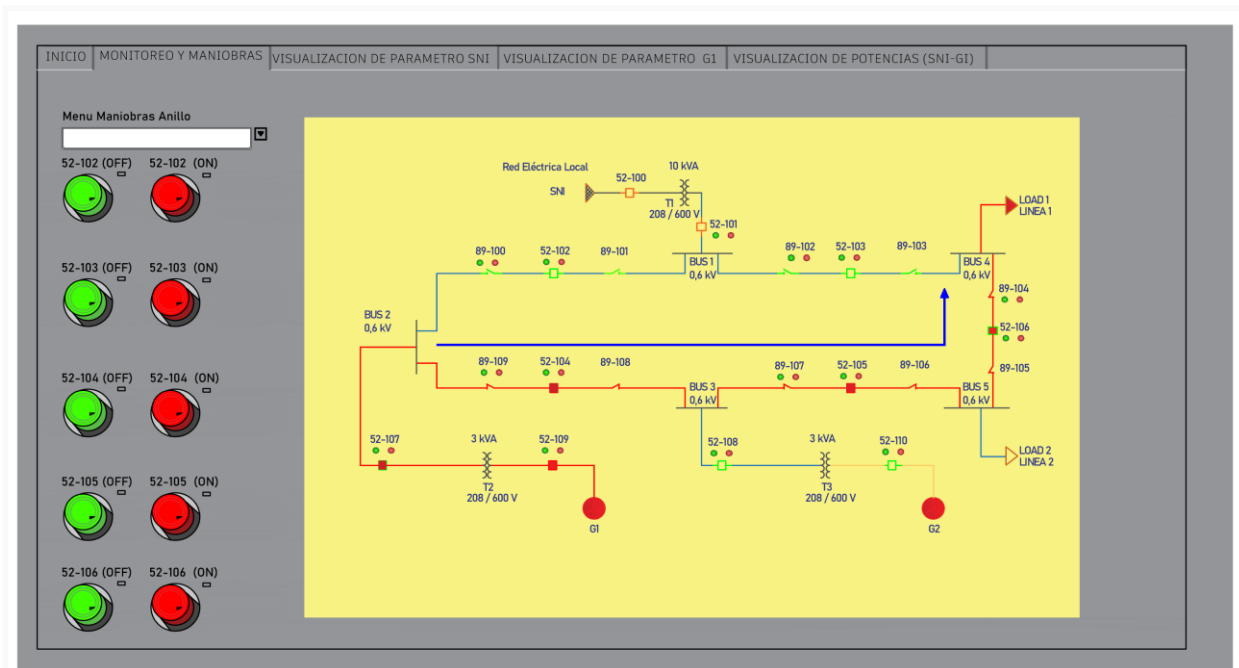 INICIO
MONITOREO Y MANIOBRAS
VISUALIZACION DE PARAMETRO SNI
VISUALIZACION DE PARAMETRO G1
VISUALIZACION DE POTENCIAS (SNI-GI)
Menu Maniobras Anillo
52-102 (OFF)
52-102 (ON)
52-103 (OFF)
52-103 (ON)
52-104 (OFF)
52-104 (ON)
52-105 (OFF)
52-105 (ON)
52-106 (OFF)
52-106 (ON)
Red Eléctrica Local
SNI
52-100
10 kVA
T1
208 / 600 V
52-101
LOAD 1
LINEA 1
89-100
52-102
89-101
BUS 1
0,6 kV
89-102
52-103
89-103
BUS 4
0,6 kV
89-104
52-106
89-105
BUS 2
0,6 kV
89-109
52-104
89-108
BUS 3
0,6 kV
89-107
52-105
89-106
BUS 5
0,6 kV
52-107
3 kVA
T2
208 / 600 V
52-109
G1
52-108
3 kVA
T3
208 / 600 V
52-110
G2
LOAD 2
LINEA 2